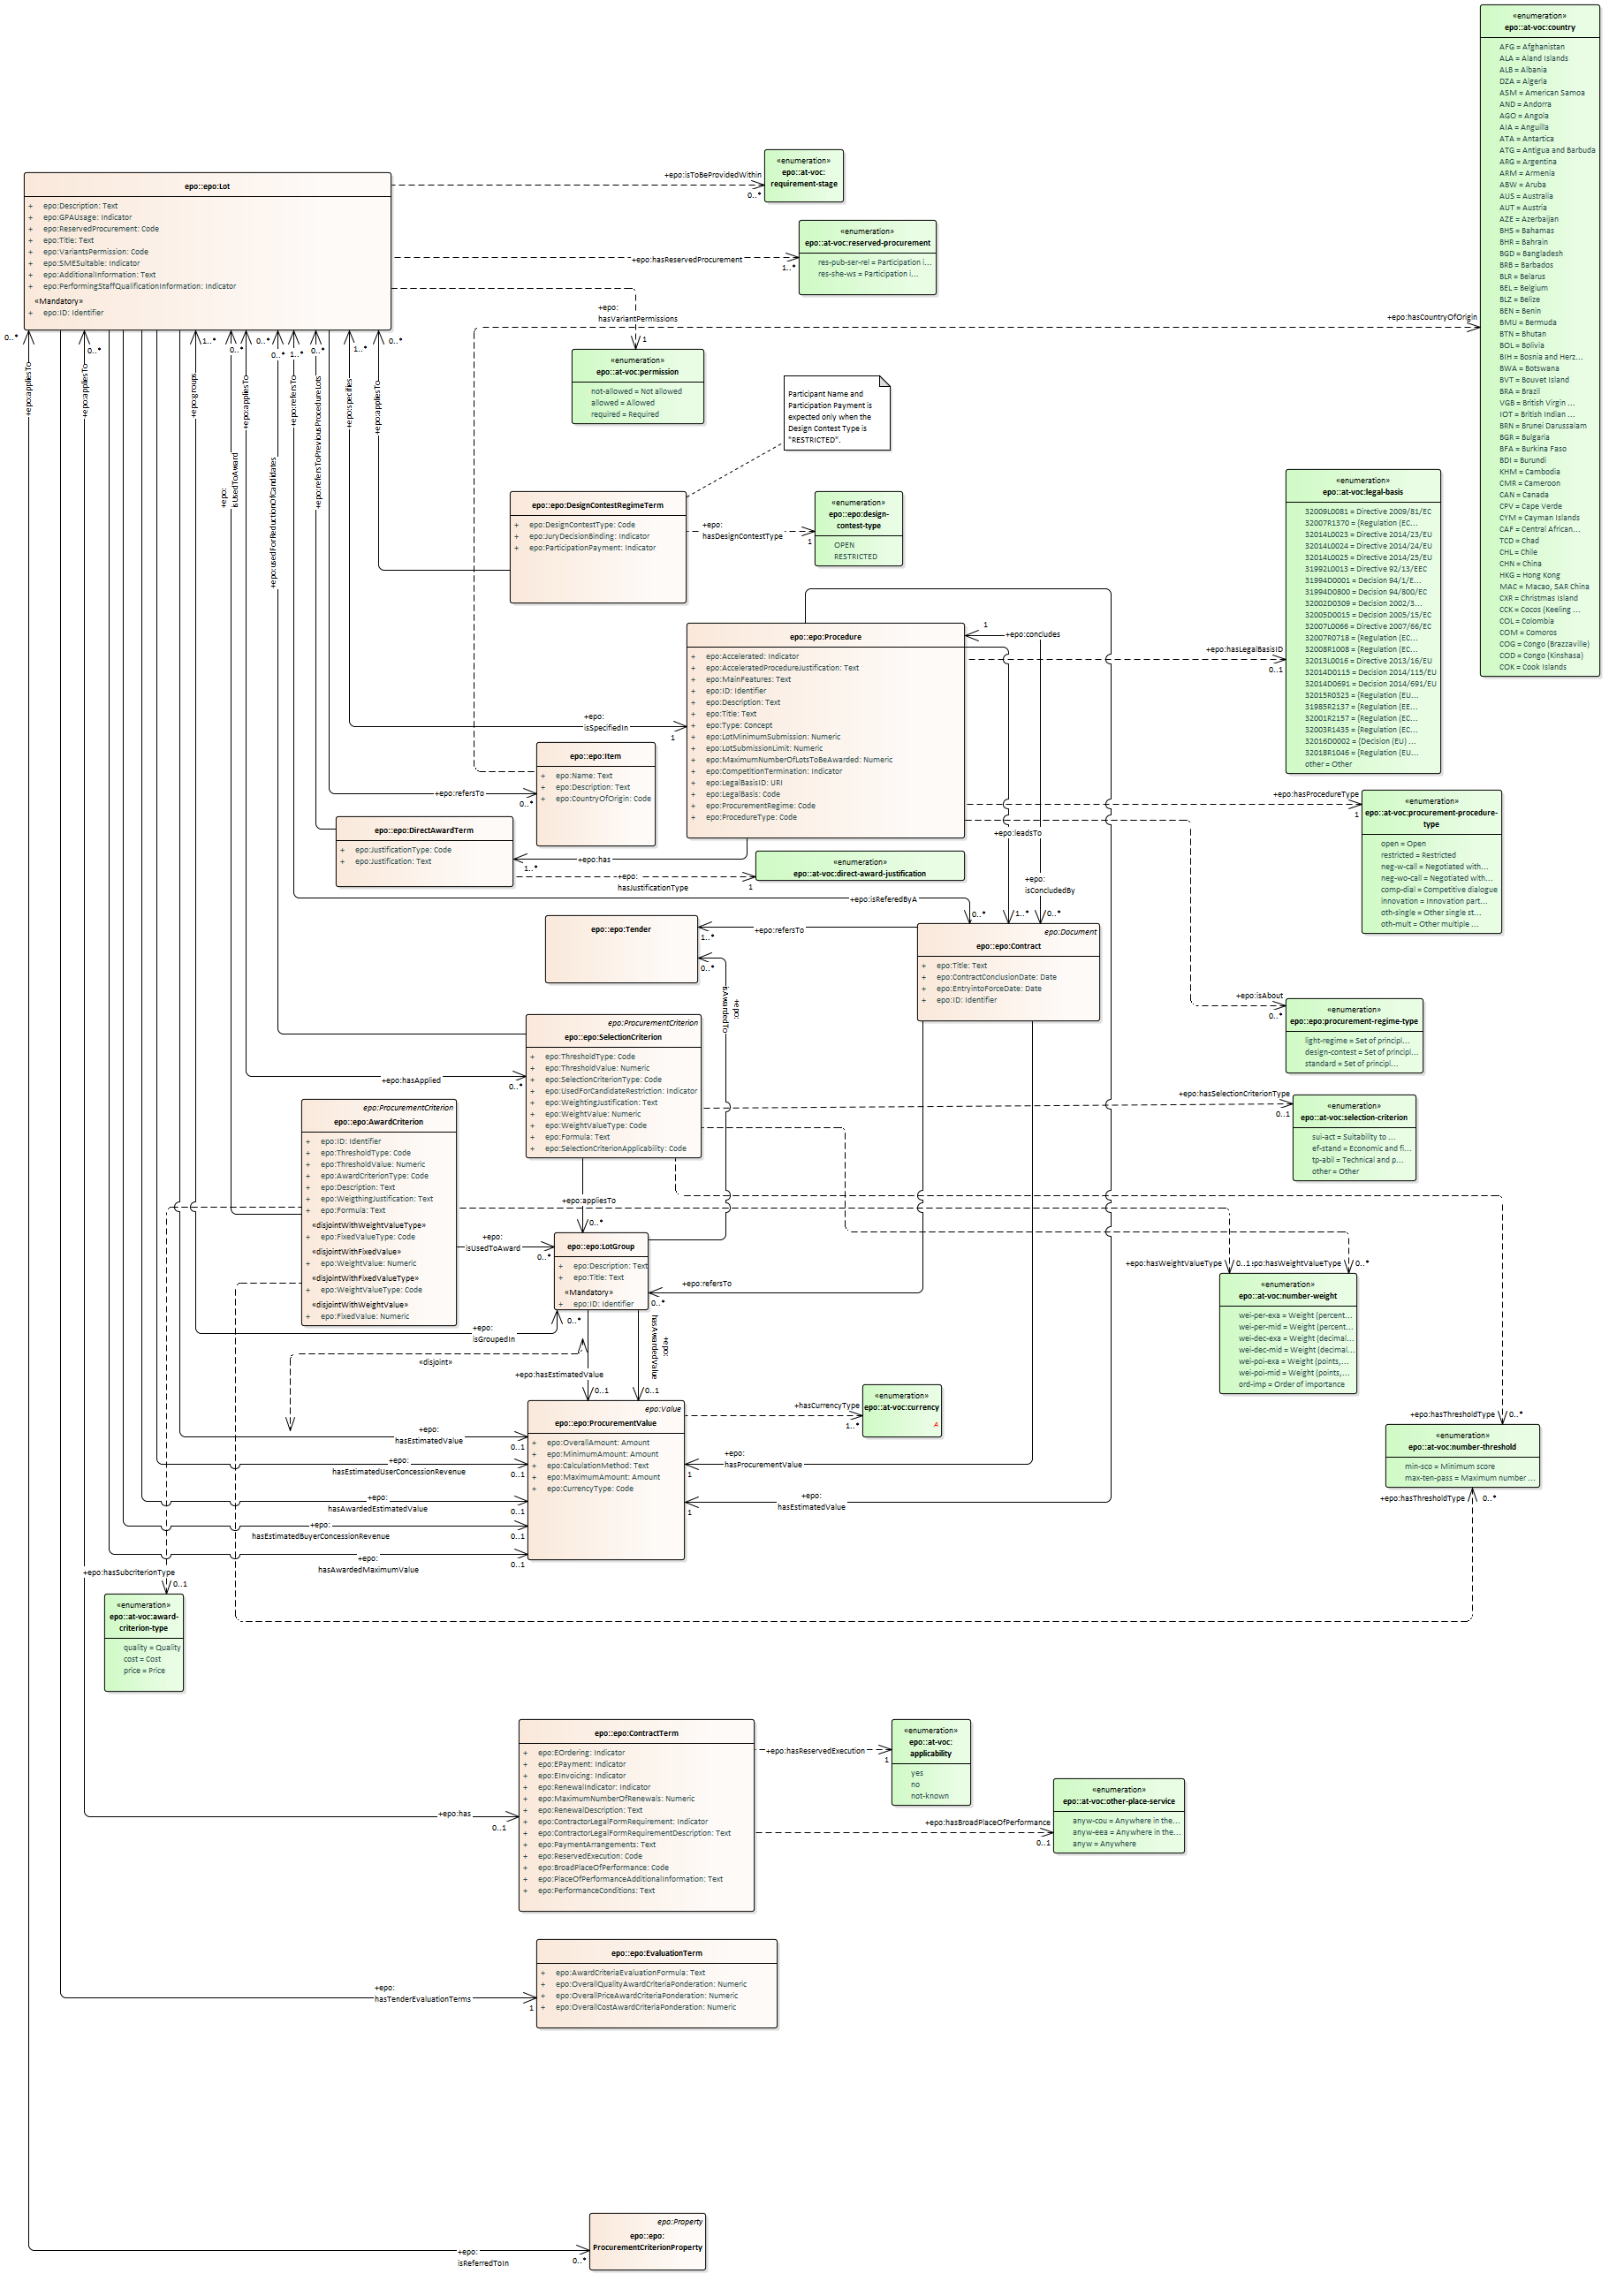 «enumeration»
epo::at-voc:country
AFG = Afghanistan
ALA = Aland Islands
ALB = Albania
DZA = Algeria
ASM = American Samoa
AND = Andorra
AGO = Angola
AIA = Anguilla
ATA = Antartica
ATG = Antigua and Barbuda
ARG = Argentina
ARM = Armenia
ABW = Aruba
AUS = Australia
AUT = Austria
AZE = Azerbaijan
BHS = Bahamas
BHR = Bahrain
BGD = Bangladesh
BRB = Barbados
BLR = Belarus
BEL = Belgium
BLZ = Belize
BEN = Benin
BMU = Bermuda
BTN = Bhutan
BOL = Bolivia
BIH = Bosnia and Herz...
BWA = Botswana
BVT = Bouvet Island
BRA = Brazil
VGB = British Virgin ...
IOT = British Indian ...
BRN = Brunei Darussalam
BGR = Bulgaria
BFA = Burkina Faso
BDI = Burundi
KHM = Cambodia
CMR = Cameroon
CAN = Canada
CPV = Cape Verde
CYM = Cayman Islands
CAF = Central African...
TCD = Chad
CHL = Chile
CHN = China
HKG = Hong Kong
MAC = Macao, SAR China
CXR = Christmas Island
CCK = Cocos (Keeling ...
COL = Colombia
COM = Comoros
COG = Congo (Brazzaville)
COD = Congo (Kinshasa)
COK = Cook Islands
epo::epo:Lot
+ epo:Description: Text
+ epo:GPAUsage: Indicator
+ epo:ReservedProcurement: Code
+ epo:Title: Text
+ epo:VariantsPermission: Code
+ epo:SMESuitable: Indicator
+ epo:AdditionalInformation: Text
+ epo:PerformingStaffQualificationInformation: Indicator
«Mandatory»
+ epo:ID: Identifier
+epo:isToBeProvidedWithin
0..*
«enumeration»
epo::at-voc:
requirement-stage
+epo:hasReservedProcurement
1..*
«enumeration»
epo::at-voc:reserved-procurement
res-pub-ser-rel = Participation i...
res-she-ws = Participation i...
+epo:
hasVariantPermissions
1
«enumeration»
epo::at-voc:permission
not-allowed = Not allowed
allowed = Allowed
required = Required
+epo:hasCountryOfOrigin
0..*
+epo:appliesTo
0..*
+epo:appliesTo
1..*
+epo:groups
0..*
+epo:
isUsedToAward
+epo:appliesTo
0..*
0..*
+epo:usedForReductionOfCandidates
1..*
+epo:refersTo
0..*
+epo:refersToPreviousProcedureLots
1..*
+epo:specifies
0..*
+epo:appliesTo
Participant Name and
Participation Payment is
expected only when the
Design Contest Type is
"RESTRICTED".
epo::epo:DesignContestRegimeTerm
+ epo:DesignContestType: Code
+ epo:JuryDecisionBinding: Indicator
+ epo:ParticipationPayment: Indicator
+epo:
hasDesignContestType
1
«enumeration»
epo::epo:design-
contest-type
OPEN
RESTRICTED
«enumeration»
epo::at-voc:legal-basis
32009L0081 = Directive 2009/81/EC
32007R1370 = (Regulation (EC...
32014L0023 = Directive 2014/23/EU
32014L0024 = Directive 2014/24/EU
32014L0025 = Directive 2014/25/EU
31992L0013 = Directive 92/13/EEC
31994D0001 = Decision 94/1/E...
31994D0800 = Decision 94/800/EC
32002D0309 = Decision 2002/3...
32005D0015 = Decision 2005/15/EC
32007L0066 = Directive 2007/66/EC
32007R0718 = (Regulation (EC...
32008R1008 = (Regulation (EC...
32013L0016 = Directive 2013/16/EU
32014D0115 = Decision 2014/115/EU
32014D0691 = Decision 2014/691/EU
32015R0323 = (Regulation (EU...
31985R2137 = (Regulation (EE...
32001R2157 = (Regulation (EC...
32003R1435 = (Regulation (EC...
32016D0002 = (Decision (EU) ...
32018R1046 = (Regulation (EU...
other = Other
epo::epo:Procedure
+ epo:Accelerated: Indicator
+ epo:AcceleratedProcedureJustification: Text
+ epo:MainFeatures: Text
+ epo:ID: Identifier
+ epo:Description: Text
+ epo:Title: Text
+ epo:Type: Concept
+ epo:LotMinimumSubmission: Numeric
+ epo:LotSubmissionLimit: Numeric
+ epo:MaximumNumberOfLotsToBeAwarded: Numeric
+ epo:CompetitionTermination: Indicator
+ epo:LegalBasisID: URI
+ epo:LegalBasis: Code
+ epo:ProcurementRegime: Code
+ epo:ProcedureType: Code
1
+epo:concludes
+epo:hasLegalBasisID
0..1
+epo:
isSpecifiedIn
1
epo::epo:Item
+ epo:Name: Text
+ epo:Description: Text
+ epo:CountryOfOrigin: Code
+epo:refersTo
0..*
+epo:hasProcedureType
1
«enumeration»
epo::at-voc:procurement-procedure-
type
open = Open
restricted = Restricted
neg-w-call = Negotiated with...
neg-wo-call = Negotiated with...
comp-dial = Competitive dialogue
innovation = Innovation part...
oth-single = Other single st...
oth-mult = Other multiple ...
epo::epo:DirectAwardTerm
+ epo:JustificationType: Code
+ epo:Justification: Text
+epo:has
1..*
+epo:
hasJustificationType
1
«enumeration»
epo::at-voc:direct-award-justification
+epo:leadsTo
+epo:
isConcludedBy
+epo:isReferedByA
0..*
1..*
0..*
epo::epo:Tender
+epo:refersTo
1..*
0..*
+epo:
isAwardedTo
epo:Document
epo::epo:Contract
+ epo:Title: Text
+ epo:ContractConclusionDate: Date
+ epo:EntryintoForceDate: Date
+ epo:ID: Identifier
+epo:isAbout
0..*
«enumeration»
epo::epo:procurement-regime-type
light-regime = Set of principl...
design-contest = Set of principl...
standard = Set of principl...
epo:ProcurementCriterion
epo::epo:SelectionCriterion
+ epo:ThresholdType: Code
+ epo:ThresholdValue: Numeric
+ epo:SelectionCriterionType: Code
+ epo:UsedForCandidateRestriction: Indicator
+ epo:WeightingJustification: Text
+ epo:WeightValue: Numeric
+ epo:WeightValueType: Code
+ epo:Formula: Text
+ epo:SelectionCriterionApplicability: Code
+epo:hasApplied
0..*
+epo:hasSelectionCriterionType
0..1
«enumeration»
epo::at-voc:selection-criterion
sui-act = Suitability to ...
ef-stand = Economic and fi...
tp-abil = Technical and p...
other = Other
epo:ProcurementCriterion
epo::epo:AwardCriterion
+ epo:ID: Identifier
+ epo:ThresholdType: Code
+ epo:ThresholdValue: Numeric
+ epo:AwardCriterionType: Code
+ epo:Description: Text
+ epo:WeigthingJustification: Text
+ epo:Formula: Text
«disjointWithWeightValueType»
+ epo:FixedValueType: Code
«disjointWithFixedValue»
+ epo:WeightValue: Numeric
«disjointWithFixedValueType»
+ epo:WeightValueType: Code
«disjointWithWeightValue»
+ epo:FixedValue: Numeric
+epo:appliesTo
0..*
+epo:
isUsedToAward
0..*
epo::epo:LotGroup
+ epo:Description: Text
+ epo:Title: Text
«Mandatory»
+ epo:ID: Identifier
+epo:refersTo
0..*
+epo:
isGroupedIn
0..*
«disjoint»
+epo:hasEstimatedValue
0..1
+epo:
hasAwardedValue
0..1
+epo:hasWeightValueType
0..1
epo:hasWeightValueType
0..*
«enumeration»
epo::at-voc:number-weight
wei-per-exa = Weight (percent...
wei-per-mid = Weight (percent...
wei-dec-exa = Weight (decimal...
wei-dec-mid = Weight (decimal...
wei-poi-exa = Weight (points,...
wei-poi-mid = Weight (points,...
ord-imp = Order of importance
epo:Value
epo::epo:ProcurementValue
+ epo:OverallAmount: Amount
+ epo:MinimumAmount: Amount
+ epo:CalculationMethod: Text
+ epo:MaximumAmount: Amount
+ epo:CurrencyType: Code
+hasCurrencyType
1..*
«enumeration»
epo::at-voc:currency
A
+epo:hasThresholdType
0..*
«enumeration»
epo::at-voc:number-threshold
min-sco = Minimum score
max-ten-pass = Maximum number ...
+epo:hasThresholdType
0..*
+epo:
hasEstimatedValue
0..1
+epo:
hasEstimatedUserConcessionRevenue
0..1
+epo:
hasAwardedEstimatedValue
0..1
+epo:
hasEstimatedBuyerConcessionRevenue
0..1
+epo:
hasAwardedMaximumValue
0..1
+epo:
hasProcurementValue
1
+epo:
hasEstimatedValue
1
+epo:hasSubcriterionType
0..1
«enumeration»
epo::at-voc:award-
criterion-type
quality = Quality
cost = Cost
price = Price
epo::epo:ContractTerm
+ epo:EOrdering: Indicator
+ epo:EPayment: Indicator
+ epo:EInvoicing: Indicator
+ epo:RenewalIndicator: Indicator
+ epo:MaximumNumberOfRenewals: Numeric
+ epo:RenewalDescription: Text
+ epo:ContractorLegalFormRequirement: Indicator
+ epo:ContractorLegalFormRequirementDescription: Text
+ epo:PaymentArrangements: Text
+ epo:ReservedExecution: Code
+ epo:BroadPlaceOfPerformance: Code
+ epo:PlaceOfPerformanceAdditionalInformation: Text
+ epo:PerformanceConditions: Text
+epo:has
0..1
+epo:hasReservedExecution
1
«enumeration»
epo::at-voc:
applicability
yes
no
not-known
+epo:hasBroadPlaceOfPerformance
0..1
«enumeration»
epo::at-voc:other-place-service
anyw-cou = Anywhere in the...
anyw-eea = Anywhere in the...
anyw = Anywhere
epo::epo:EvaluationTerm
+ epo:AwardCriteriaEvaluationFormula: Text
+ epo:OverallQualityAwardCriteriaPonderation: Numeric
+ epo:OverallPriceAwardCriteriaPonderation: Numeric
+ epo:OverallCostAwardCriteriaPonderation: Numeric
+epo:
hasTenderEvaluationTerms
1
epo:Property
epo::epo:
ProcurementCriterionProperty
+epo:
isReferredToIn
0..*